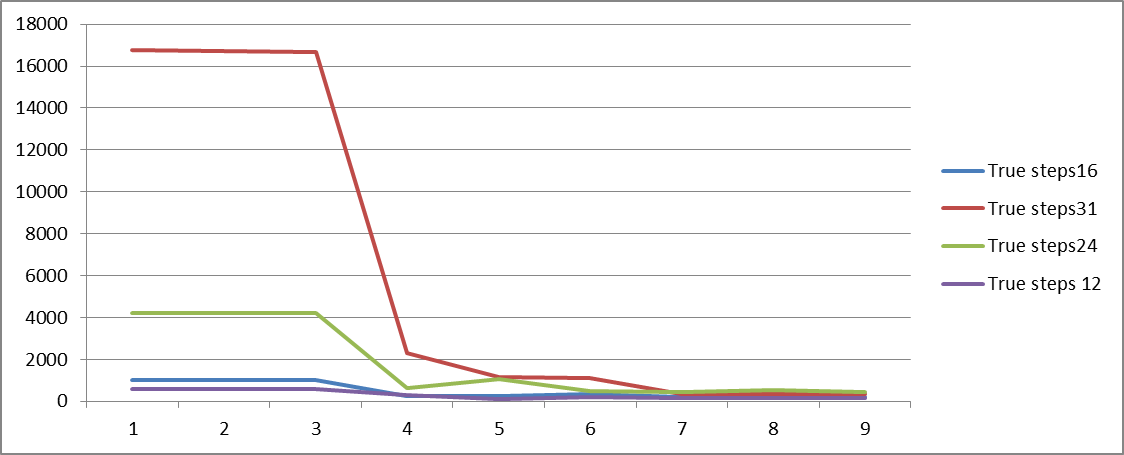 18000
16000
14000
12000
10000
8000
6000
4000
2000
0
1 2 3 4 5 6 7 8 9
True steps16
True steps31
True steps24
True steps 12